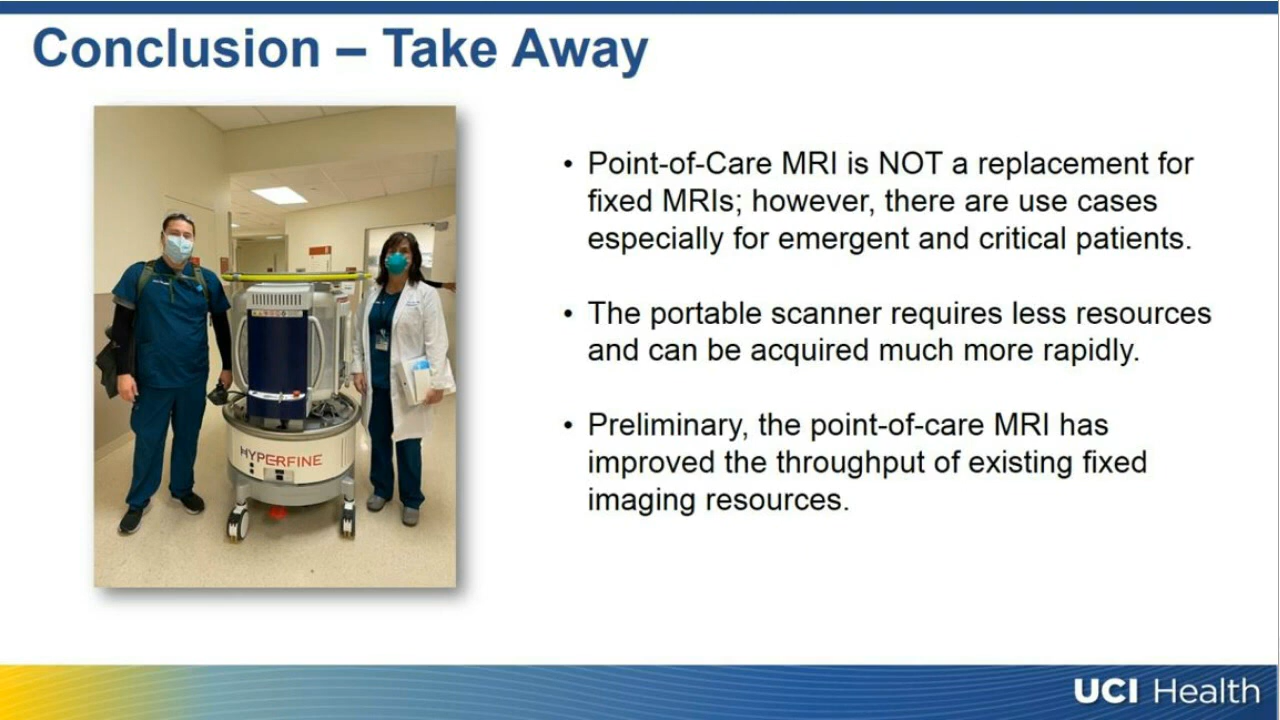 Conclusion – Take Away
• Point-of-Care MRI is NOT a replacement for
fixed MRIs; however, there are use cases
especially for emergent and critical patients.
• The portable scanner requires less resources
and can be acquired much more rapidly.
• Preliminary, the point-of-care MRI has
improved the throughput of existing fixed
imaging resources.
HYPERFINE
UCI Health